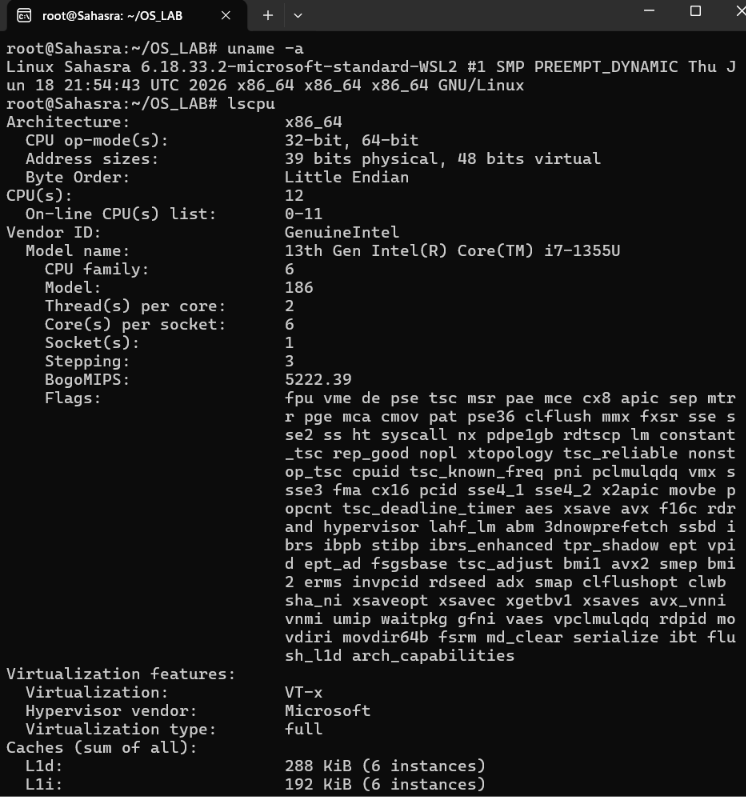 root@Sahasra: ~/OS_LAB
root@Sahasra:~/OS_LAB# uname -a
Linux Sahasra 6.18.33.2-microsoft-standard-WSL2 #1 SMP PREEMPT_DYNAMIC Thu J
un 18 21:54:43 UTC 2026 x86_64 x86_64 x86_64 GNU/Linux
root@Sahasra:~/OS_LAB# lscpu
Architecture: x86_64
CPU op-mode(s): 32-bit, 64-bit
Address sizes: 39 bits physical, 48 bits virtual
Byte Order: Little Endian
CPU(s): 12
On-line CPU(s) list: 0-11
Vendor ID: GenuineIntel
Model name: 13th Gen Intel(R) Core(TM) i7-1355U
CPU family: 6
Model: 186
Thread(s) per core: 2
Core(s) per socket: 6
Socket(s): 1
Stepping: 3
BogoMIPS: 5222.39
Flags: fpu vme de pse tsc msr pae mce cx8 apic sep mtr
r pge mca cmov pat pse36 clflush mmx fxsr sse s
se2 ss ht syscall nx pdpe1gb rdtscp lm constant
_tsc rep_good nopl xtopology tsc_reliable nonst
op_tsc cpuid tsc_known_freq pni pclmulqdq vmx s
sse3 fma cx16 pcid sse4_1 sse4_2 x2apic movbe p
opcnt tsc_deadline_timer aes xsave avx f16c rdr
and hypervisor lahf_lm abm 3dnowprefetch ssbd i
brs ibpb stibp ibrs_enhanced tpr_shadow ept vpi
d ept_ad fsgsbase tsc_adjust bmi1 avx2 smep bmi
2 erms invpcid rdseed adx smap clflushopt clwb
sha_ni xsaveopt xsavec xgetbv1 xsaves avx_vnni
vnmi umip waitpkg gfni vaes vpclmulqdq rdpid mo
vdiri movdir64b fsrm md_clear serialize ibt flu
sh_l1d arch_capabilities
Virtualization features:
Virtualization: VT-x
Hypervisor vendor: Microsoft
Virtualization type: full
Caches (sum of all):
L1d: 288 KiB (6 instances)
L1i: 192 KiB (6 instances)